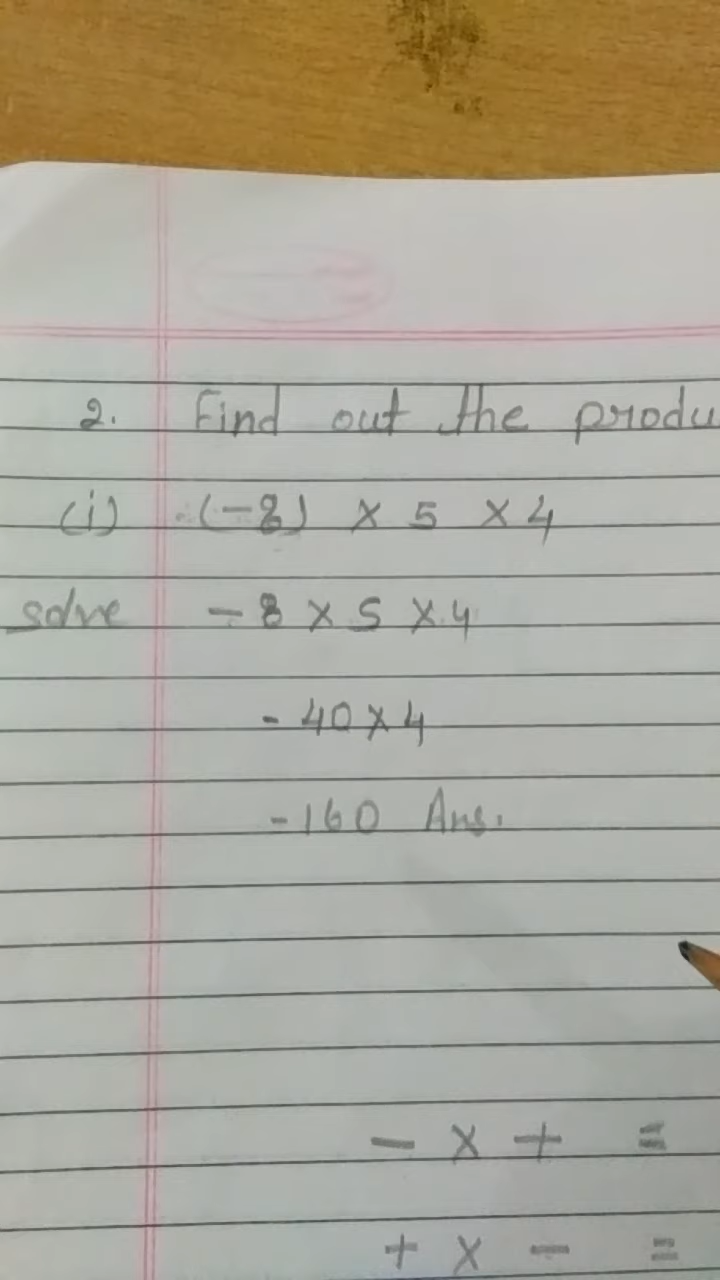 2. Find out the produ
(i) (-8) × 5 × 4
solve - 8 × 5 × 4
- 40 × 4
- 160 Ans.
- × + =
+ × - =